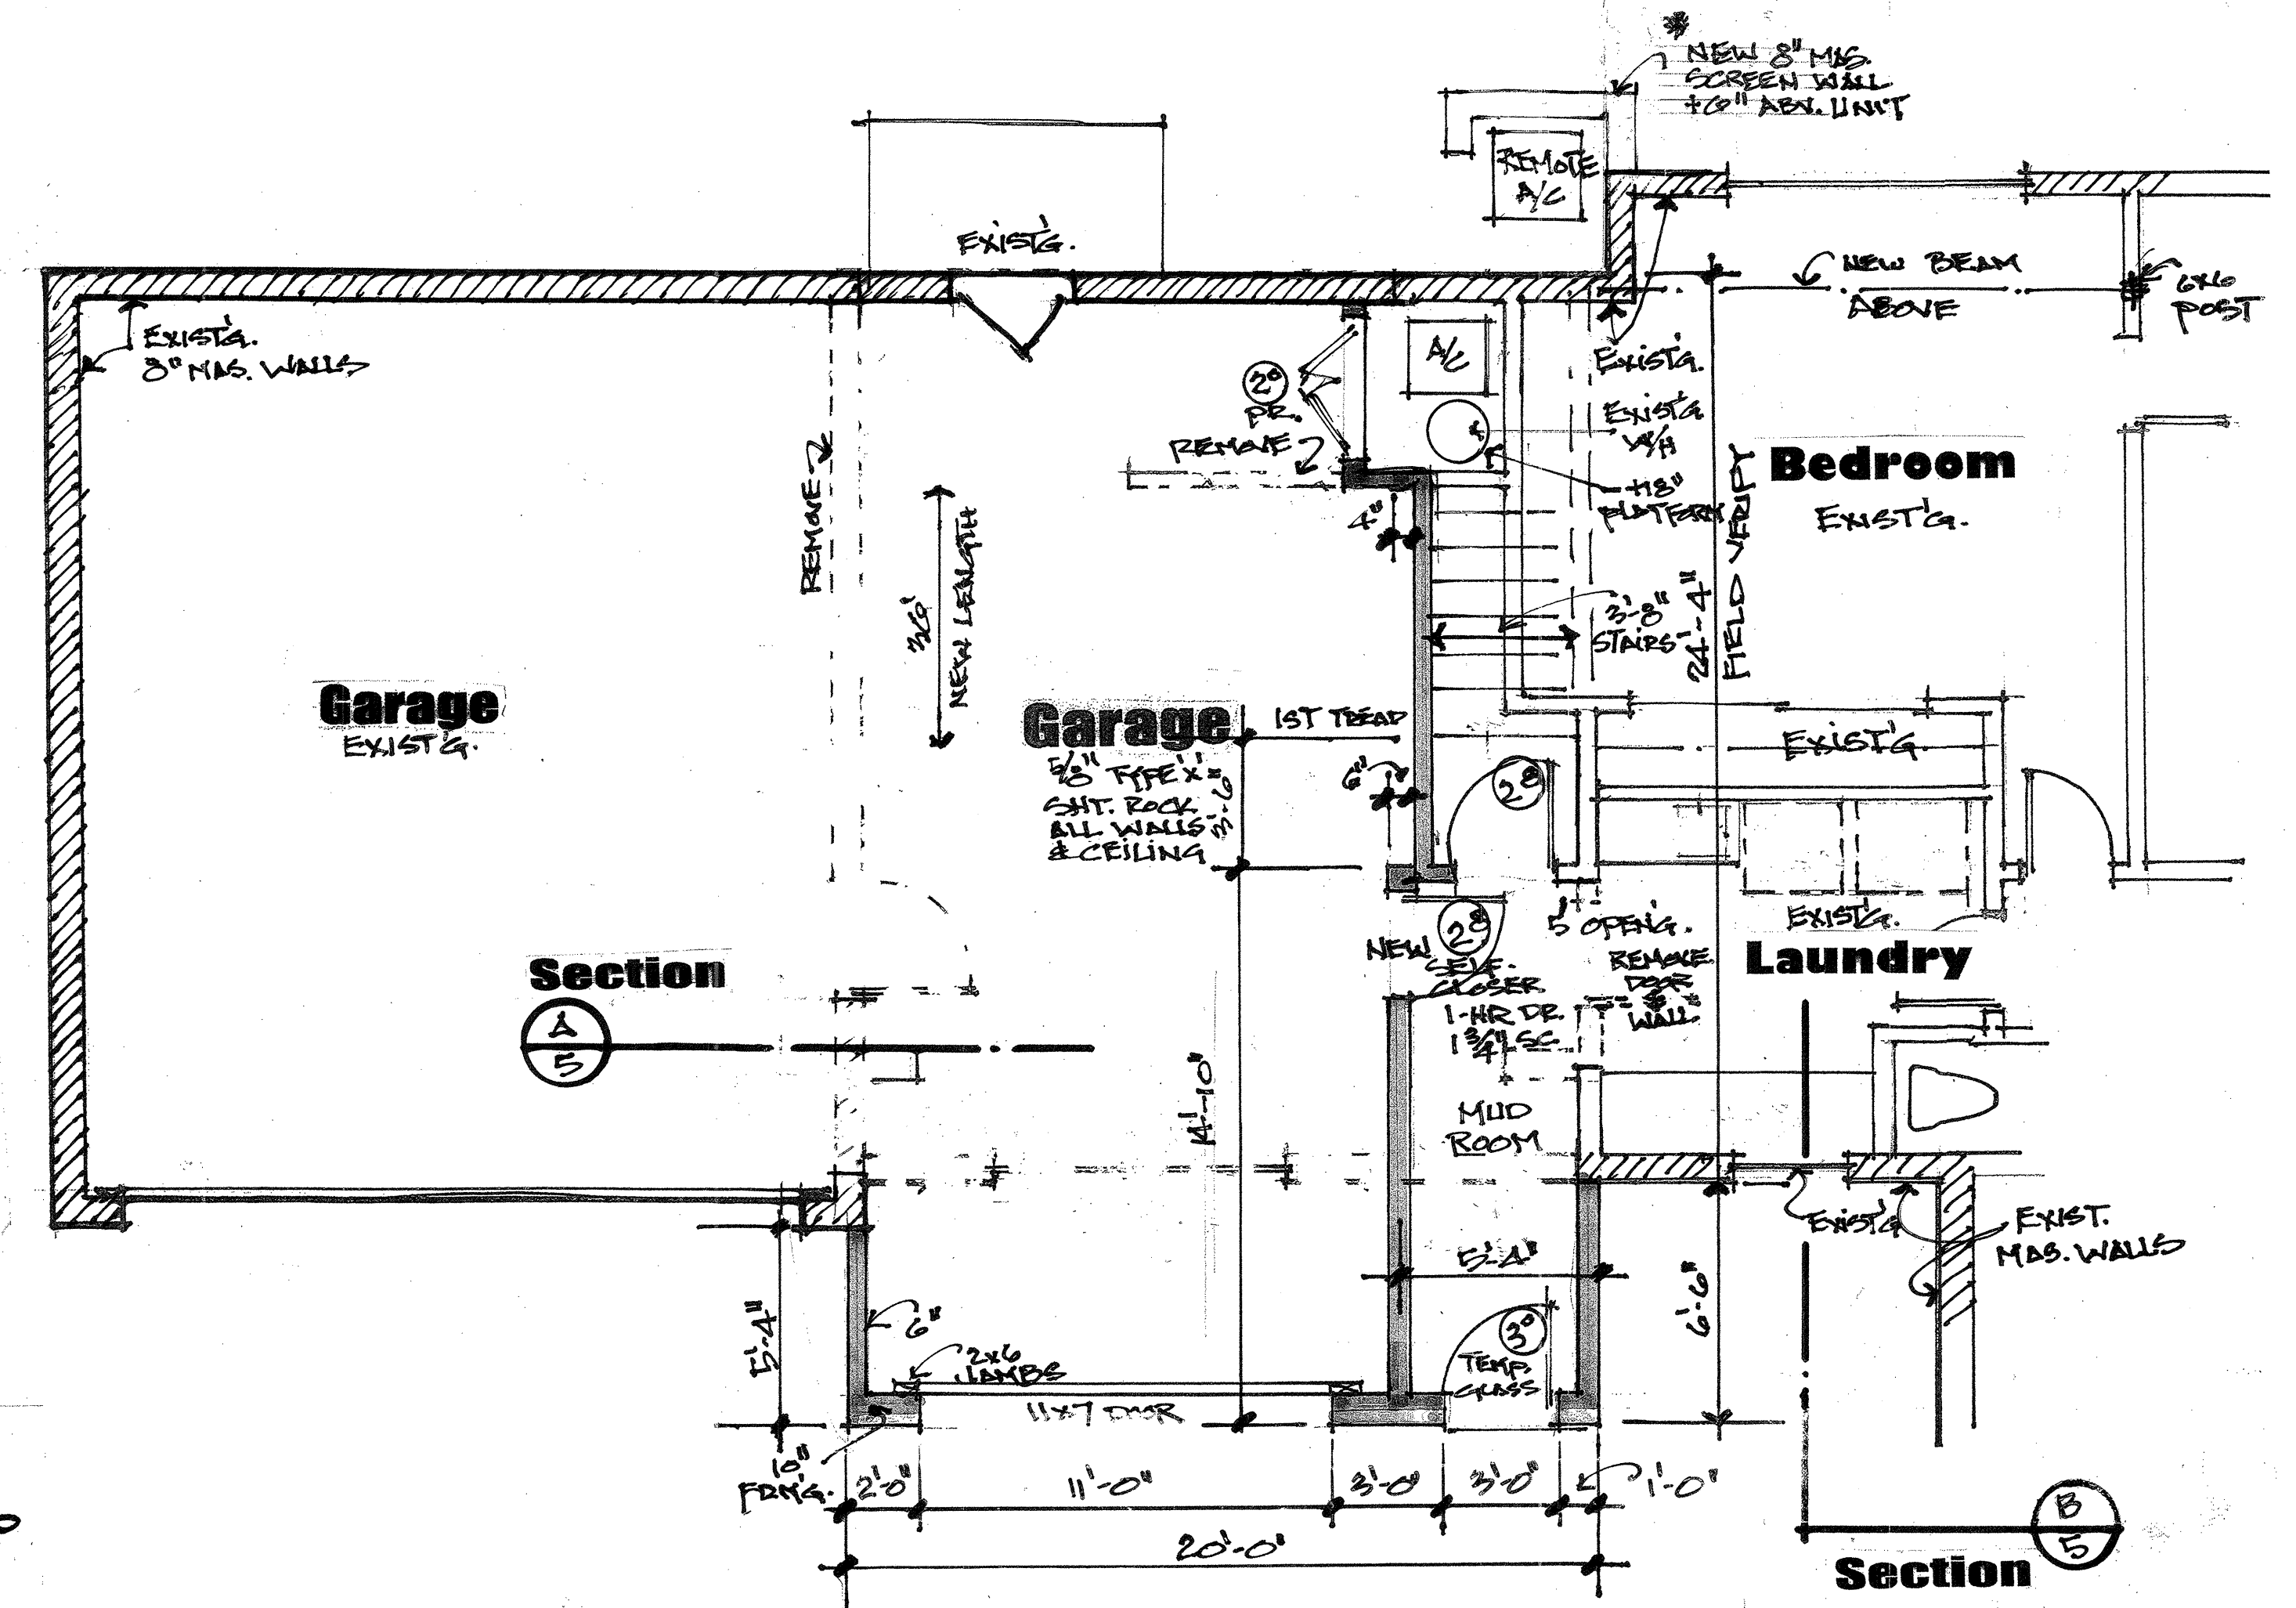 *
NEW 8" MAS.
SCREEN WALL
+6" ABV. UNIT
REMOTE
A/C
EXIST'G.
NEW BEAM
ABOVE
6x6
POST
EXIST'G.
8" MAS. WALLS
A/C
EXIST'G.
2⁰
PR.
REMOVE
EXIST'G
W/H
+18"
PLATFORM
Bedroom
EXIST'G.
REMOVE
36'
NEW LENGTH
4"
3'-8"
STAIRS
24'-4"
FIELD VERIFY
Garage
EXIST'G.
Garage
5/8" TYPE 'X'
SHT. ROCK
ALL WALLS
& CEILING
1ST TREAD
3'-6"
6"
2⁸
EXIST'G.
EXIST'G.
Laundry
5' OPEN'G.
REMOVE
DOOR
&
WALL
NEW
2⁸
SELF-
CLOSER
1-HR DR.
1 3/4" SC
Section
A
5
14'-10"
MUD
ROOM
EXIST'G
EXIST.
MAS. WALLS
5'-4"
6'-6"
5'-4"
6"
2x6
JAMBS
3⁰
TEMP.
GLASS
11x7 DOOR
10"
FRM'G.
2'-0"
11'-0"
3'-0"
3'-0"
1'-0"
20'-0"
B
5
Section